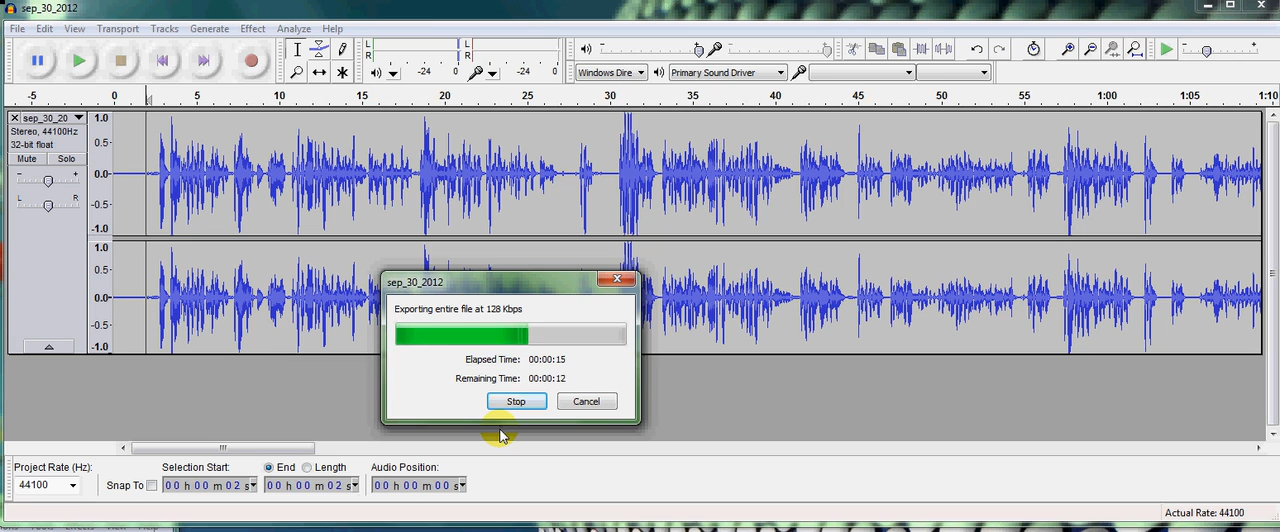 sep_30_2012
File Edit View Transport Tracks Generate Effect Analyze Help
L
R
-24 0
L
R
-24 0
Windows Dire
Primary Sound Driver
-5 0 5 10 15 20 25 30 35 40 45 50 55 1:00 1:05 1:10
sep_30_20
Stereo, 44100Hz
32-bit float
Mute Solo
- +
L R
1.0
0.5
0.0
-0.5
-1.0
1.0
0.5
0.0
-0.5
-1.0
sep_30_2012
Exporting entire file at 128 Kbps
Elapsed Time: 00:00:15
Remaining Time: 00:00:12
Stop Cancel
Project Rate (Hz): Selection Start: End Length Audio Position:
44100 Snap To 00 h 00 m 02 s 00 h 00 m 02 s 00 h 00 m 00 s
Actual Rate: 44100